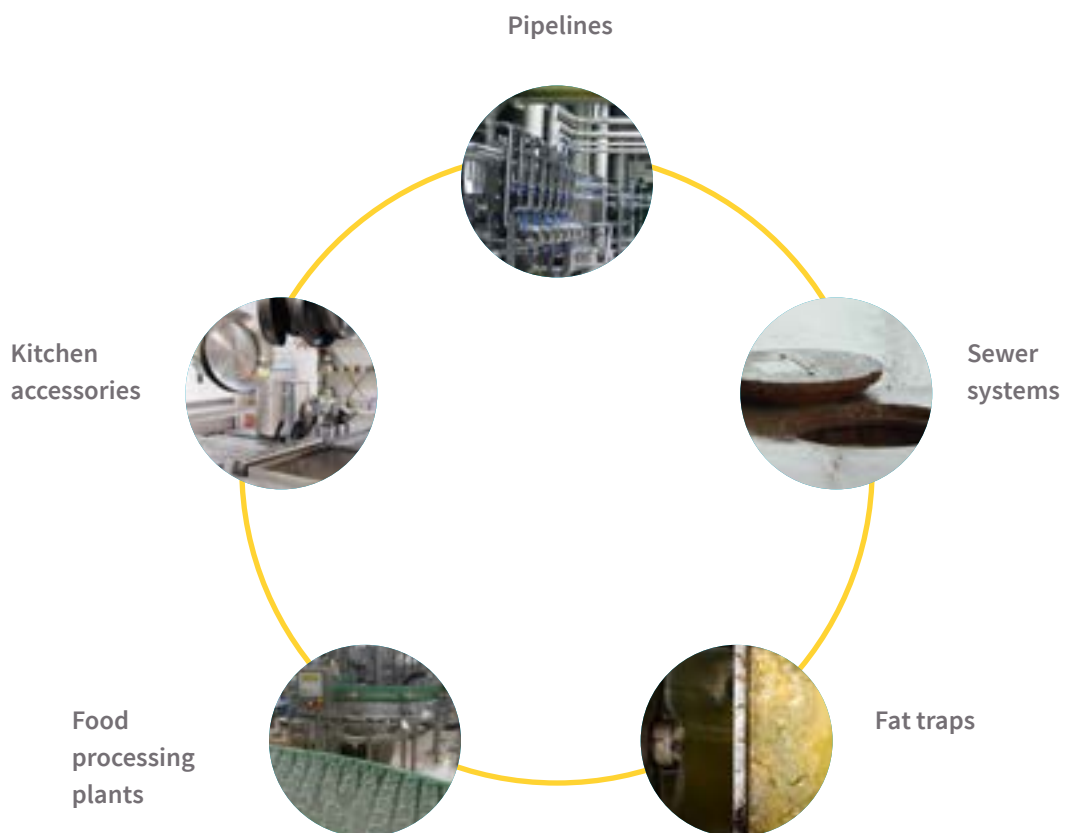 Pipelines
Kitchen
accessories
Sewer
systems
Food
processing
plants
Fat traps